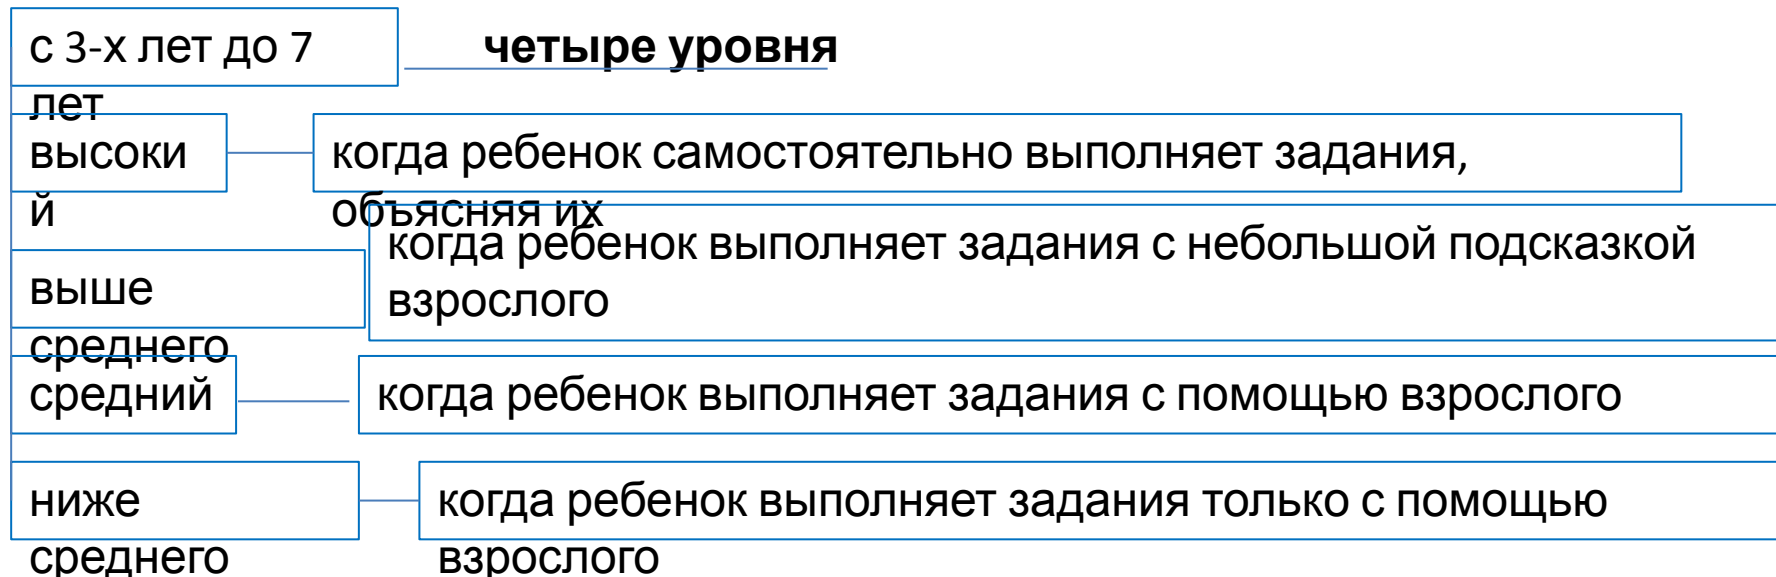 с 3-х лет до 7
лет
четыре уровня
высоки
й
когда ребенок самостоятельно выполняет задания,
объясняя их
выше
среднего
когда ребенок выполняет задания с небольшой подсказкой
взрослого
средний
когда ребенок выполняет задания с помощью взрослого
ниже
среднего
когда ребенок выполняет задания только с помощью
взрослого